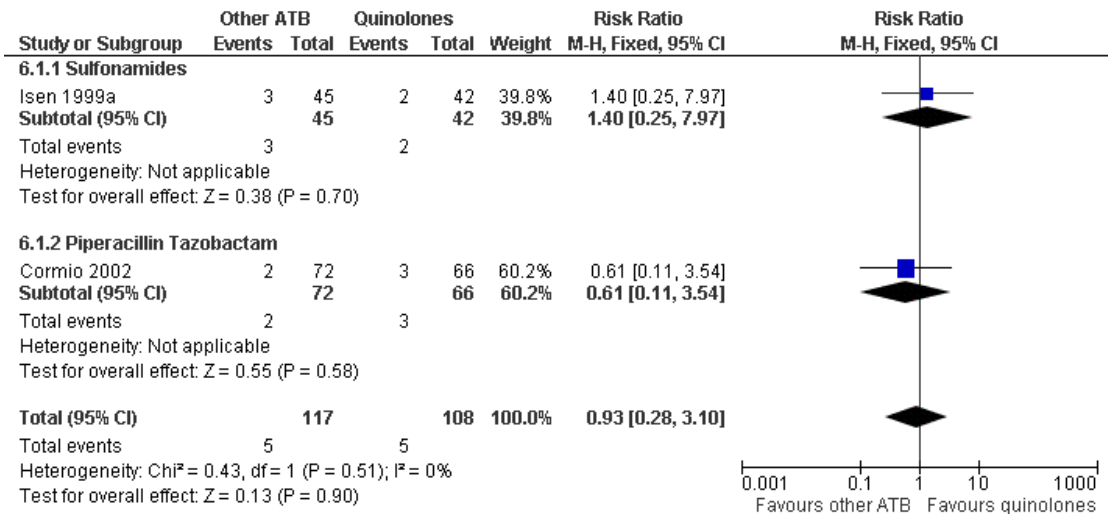 Other ATB Quinolones Risk Ratio Risk Ratio
Study or Subgroup Events Total Events Total Weight M-H, Fixed, 95% CI M-H, Fixed, 95% CI
6.1.1 Sulfonamides
Isen 1999a 3 45 2 42 39.8% 1.40 [0.25, 7.97]
Subtotal (95% CI) 45 42 39.8% 1.40 [0.25, 7.97]
Total events 3 2
Heterogeneity: Not applicable
Test for overall effect: Z = 0.38 (P = 0.70)
6.1.2 Piperacillin Tazobactam
Cormio 2002 2 72 3 66 60.2% 0.61 [0.11, 3.54]
Subtotal (95% CI) 72 66 60.2% 0.61 [0.11, 3.54]
Total events 2 3
Heterogeneity: Not applicable
Test for overall effect: Z = 0.55 (P = 0.58)
Total (95% CI) 117 108 100.0% 0.93 [0.28, 3.10]
Total events 5 5
Heterogeneity: Chi² = 0.43, df = 1 (P = 0.51); I² = 0%
Test for overall effect: Z = 0.13 (P = 0.90)
0.001 0.1 1 10 1000
Favours other ATB Favours quinolones